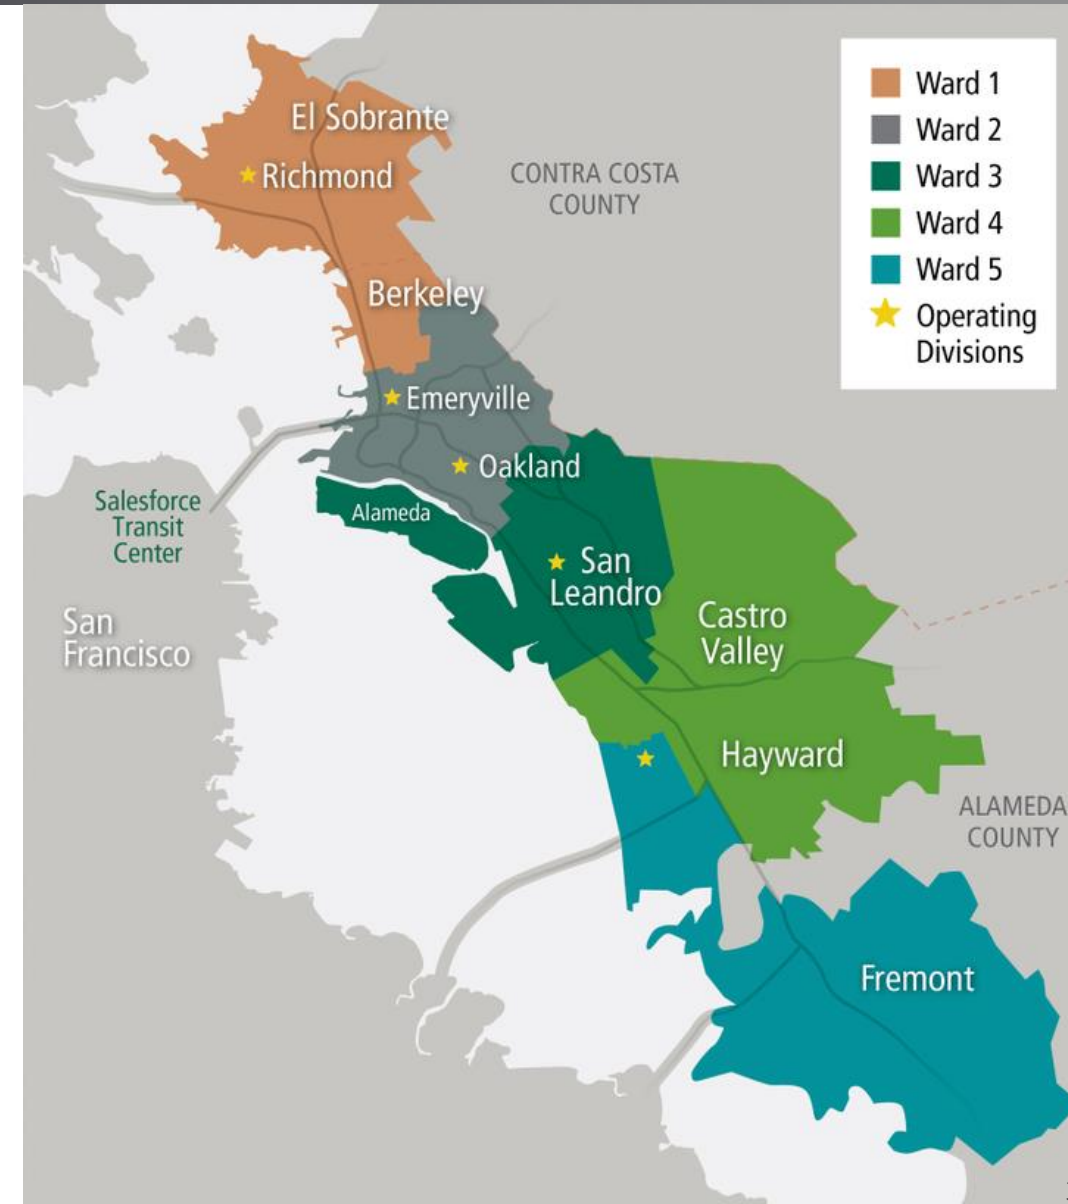 Ward 1
Ward 2
Ward 3
Ward 4
Ward 5
Operating
Divisions
El Sobrante
Richmond
CONTRA COSTA
COUNTY
Berkeley
Emeryville
Oakland
Salesforce
Transit
Center
Alameda
San
Leandro
San
Francisco
Castro
Valley
Hayward
ALAMEDA
COUNTY
Fremont